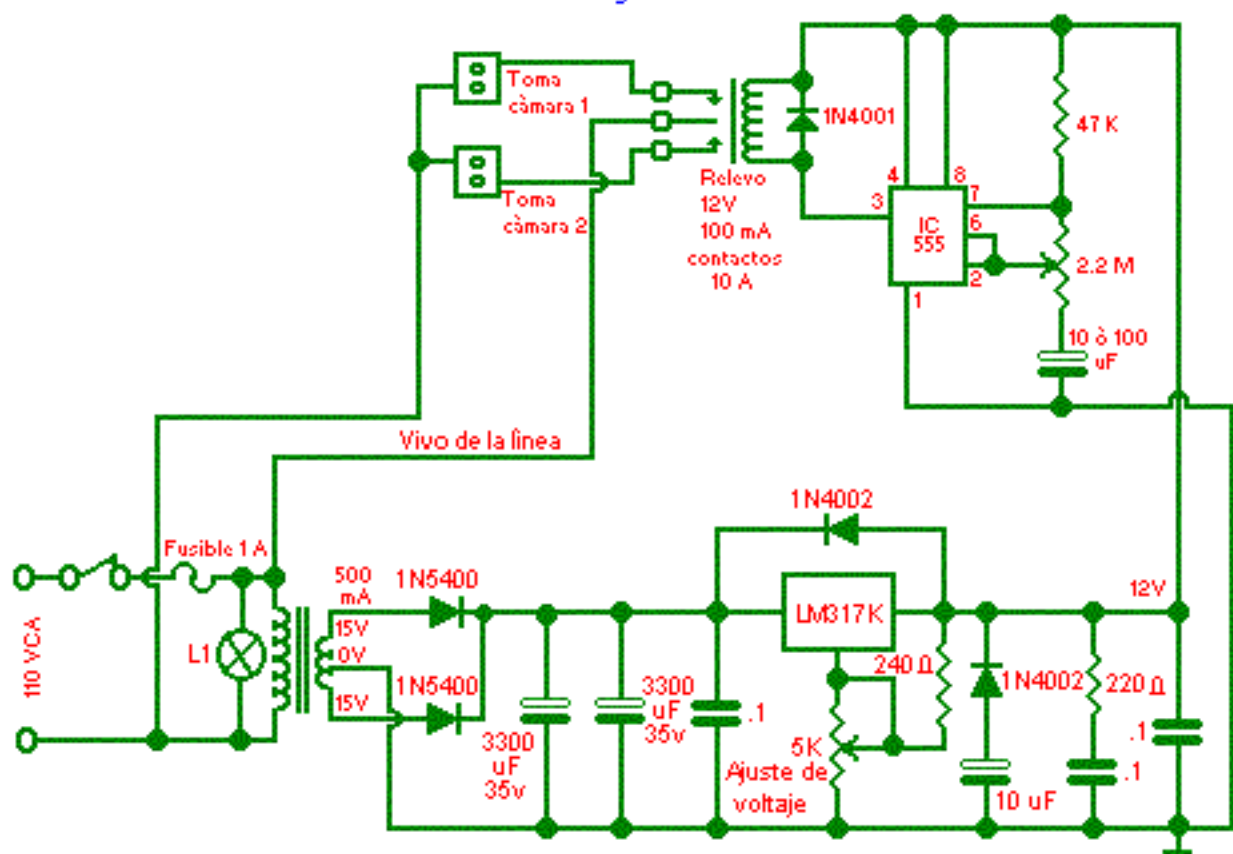 Toma
càmara 1
Toma
càmara 2
Relevo
12V
100 mA
contactos
10 A
1N4001
4
8
3
IC
555
7
6
2
1
47 K
2.2 M
10 ò 100
uF
Vivo de la lìnea
Fusible 1 A
110 VCA
L1
500
mA
15V
0V
15V
1N5400
1N5400
3300
uF
35v
3300
uF
35v
.1
1N4002
LM317K
240 Ω
5K
Ajuste de
voltaje
1N4002
10 uF
220 Ω
.1
12V
.1